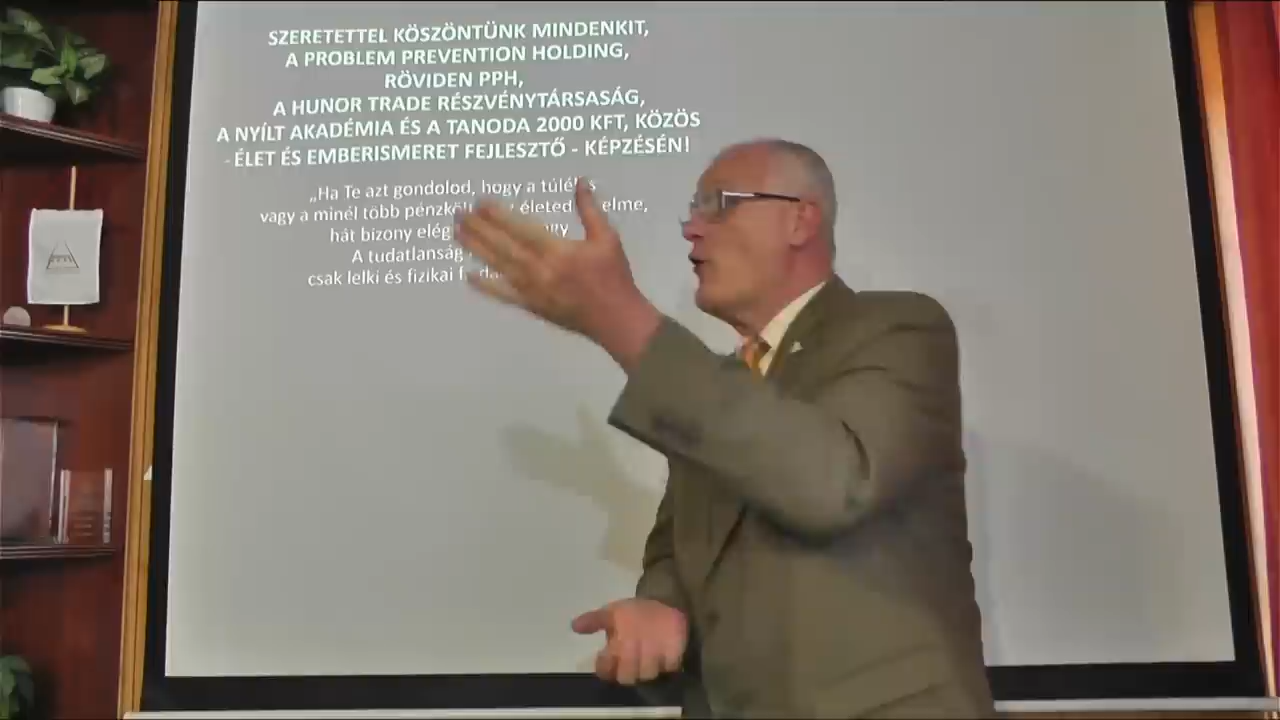 SZERETETTEL KÖSZÖNTÜNK MINDENKIT,
A PROBLEM PREVENTION HOLDING,
RÖVIDEN PPH,
A HUNOR TRADE RÉSZVÉNYTÁRSASÁG,
A NYÍLT AKADÉMIA ÉS A TANODA 2000 KFT, KÖZÖS
- ÉLET ÉS EMBERISMERET FEJLESZTŐ - KÉPZÉSÉN!
„Ha Te azt gondolod, hogy a
vagy a minél több életed
hát bizony elég
A tudatlanság
csak lelki és fizikai